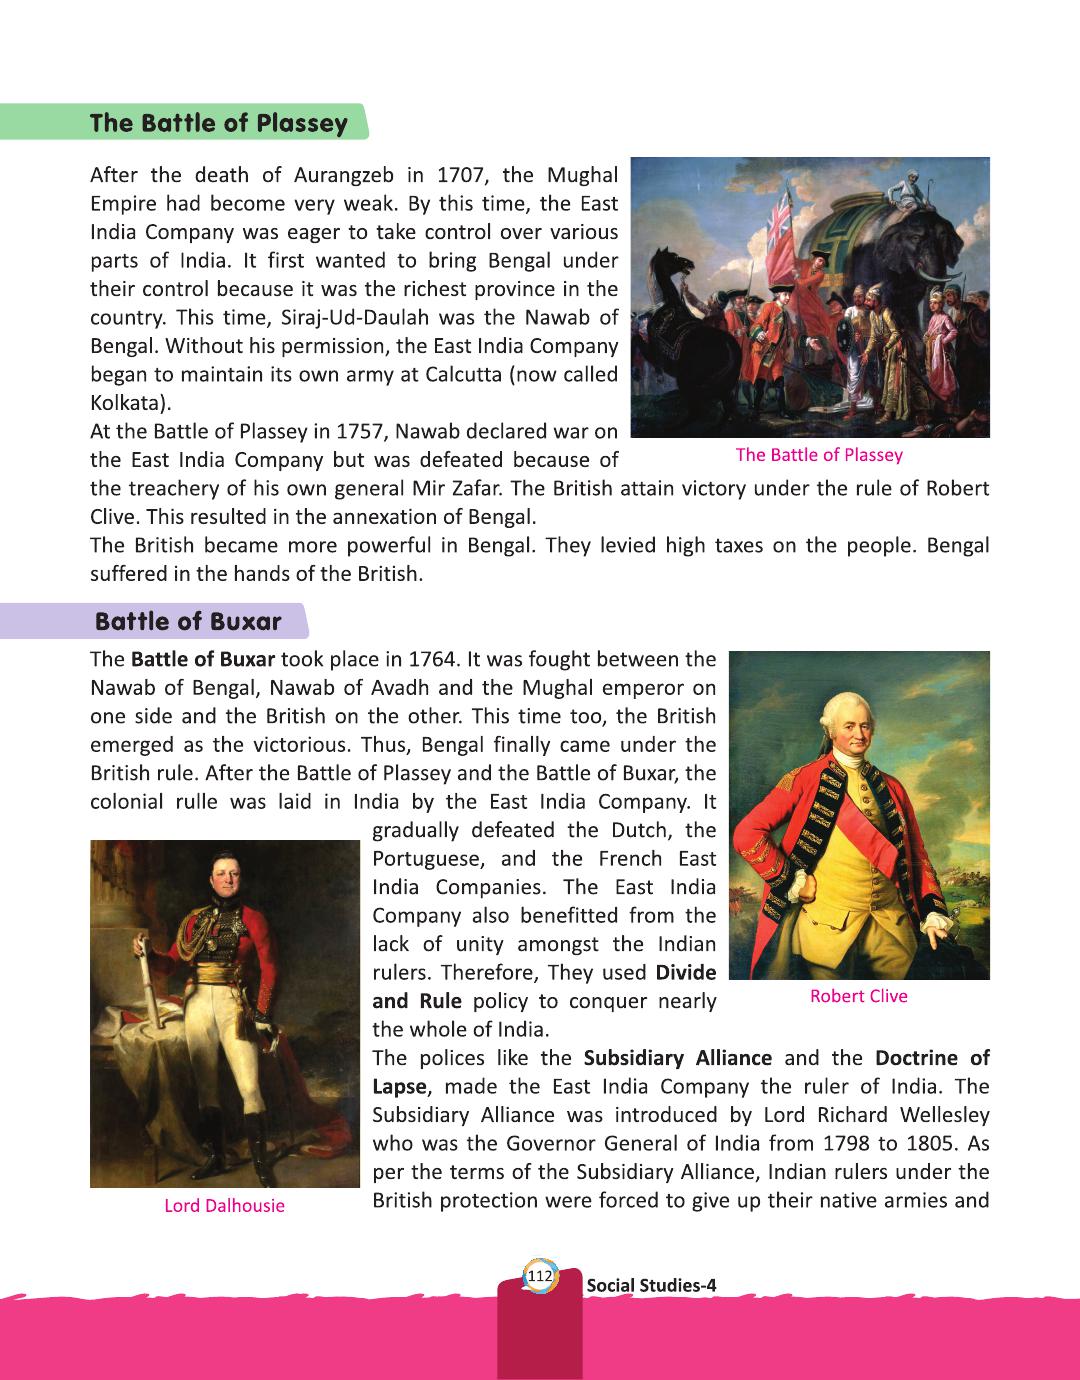 The Battle of Plassey
After the death of Aurangzeb in 1707, the Mughal
Empire had become very weak. By this time, the East
India Company was eager to take control over various
parts of India. It first wanted to bring Bengal under
their control because it was the richest province in the
country. This time, Siraj-Ud-Daulah was the Nawab of
Bengal. Without his permission, the East India Company
began to maintain its own army at Calcutta (now called
Kolkata).
At the Battle of Plassey in 1757, Nawab declared war on
the East India Company but was defeated because of
the treachery of his own general Mir Zafar. The British attain victory under the rule of Robert
Clive. This resulted in the annexation of Bengal.
The British became more powerful in Bengal. They levied high taxes on the people. Bengal
suffered in the hands of the British.
The Battle of Plassey
Battle of Buxar
The Battle of Buxar took place in 1764. It was fought between the
Nawab of Bengal, Nawab of Avadh and the Mughal emperor on
one side and the British on the other. This time too, the British
emerged as the victorious. Thus, Bengal finally came under the
British rule. After the Battle of Plassey and the Battle of Buxar, the
colonial rulle was laid in India by the East India Company. It
gradually defeated the Dutch, the
Portuguese, and the French East
India Companies. The East India
Company also benefitted from the
lack of unity amongst the Indian
rulers. Therefore, They used Divide
and Rule policy to conquer nearly
the whole of India.
Robert Clive
The polices like the Subsidiary Alliance and the Doctrine of
Lapse, made the East India Company the ruler of India. The
Subsidiary Alliance was introduced by Lord Richard Wellesley
who was the Governor General of India from 1798 to 1805. As
per the terms of the Subsidiary Alliance, Indian rulers under the
British protection were forced to give up their native armies and
Lord Dalhousie
112
Social Studies-4